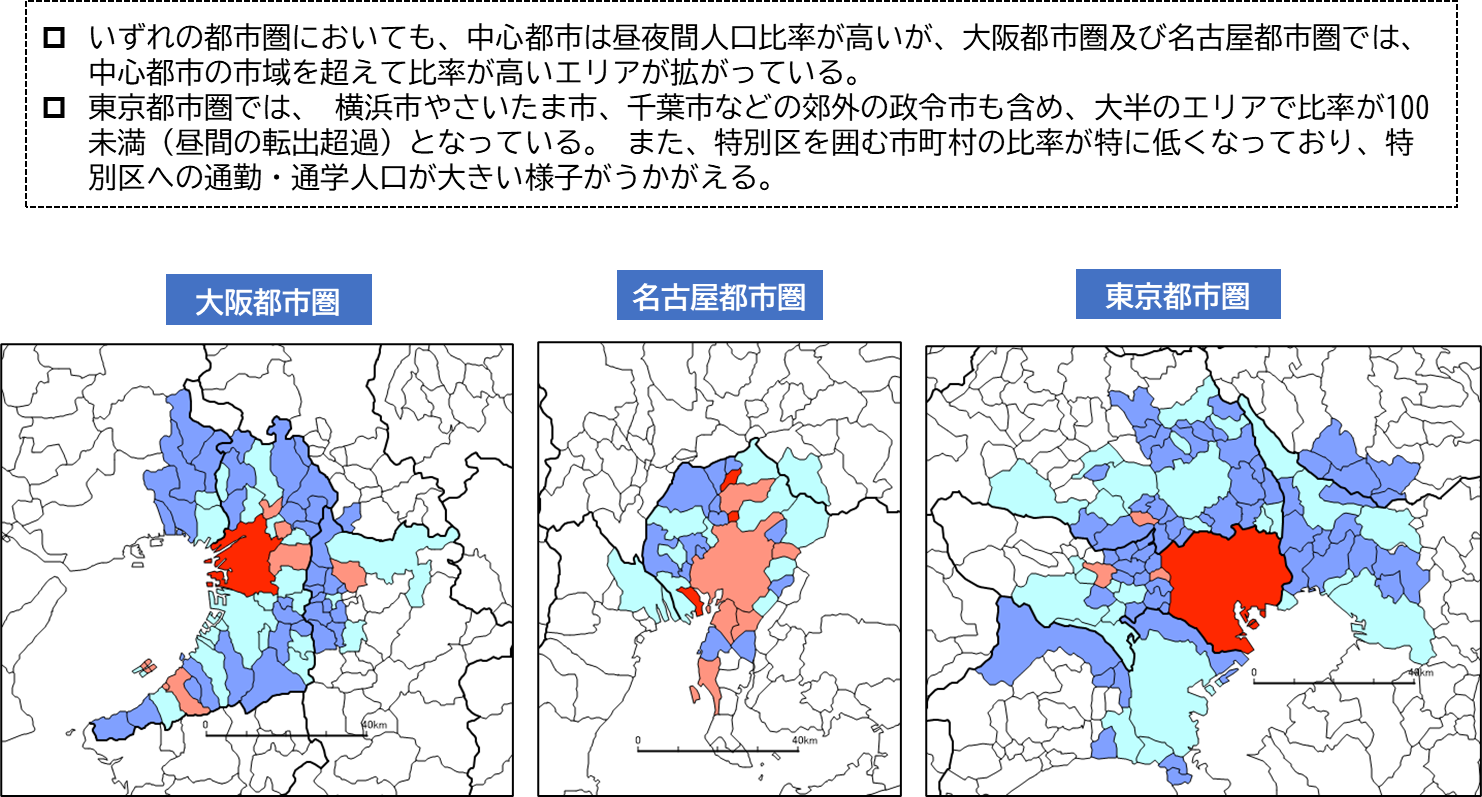 いずれの都市圏においても、中心都市は昼夜間人口比率が高いが、大阪都市圏及び名古屋都市圏では、
中心都市の市域を超えて比率が高いエリアが拡がっている。
東京都市圏では、 横浜市やさいたま市、千葉市などの郊外の政令市も含め、大半のエリアで比率が100
未満（昼間の転出超過）となっている。 また、特別区を囲む市町村の比率が特に低くなっており、特
別区への通勤・通学人口が大きい様子がうかがえる。
大阪都市圏
名古屋都市圏
東京都市圏
0 40km
0 40km
0 40km